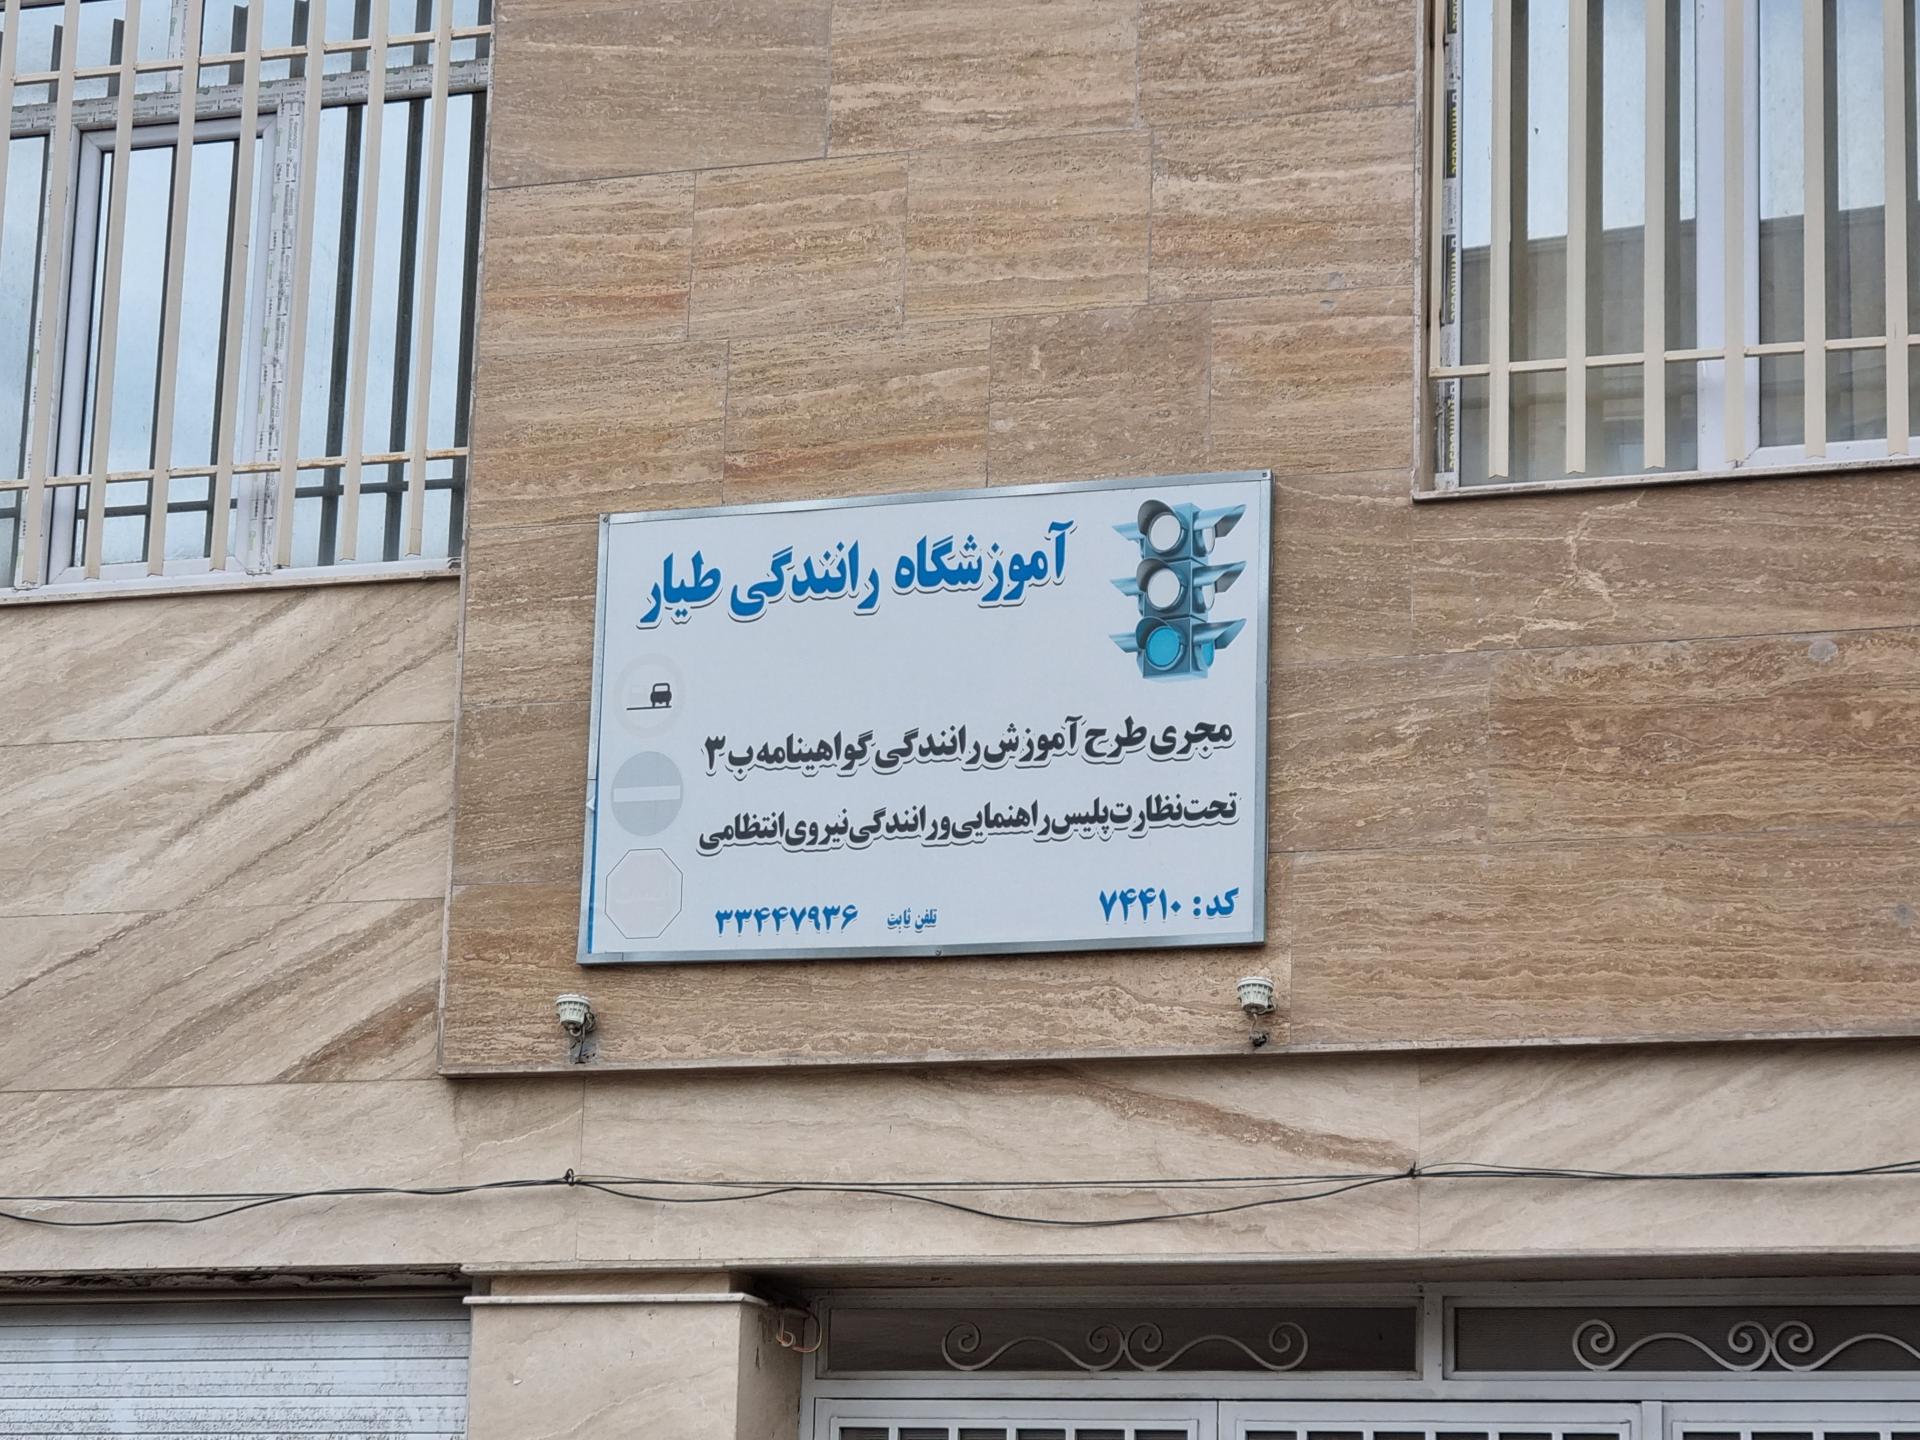 آموزشگاه رانندگی طیار
مجری طرح آموزش رانندگی گواهینامه ب ۳
تحت نظارت پلیس راهنمایی و رانندگی نیروی انتظامی
کد: ۷۴۴۱۰
تلفن ثابت ۳۳۴۴۷۹۳۶